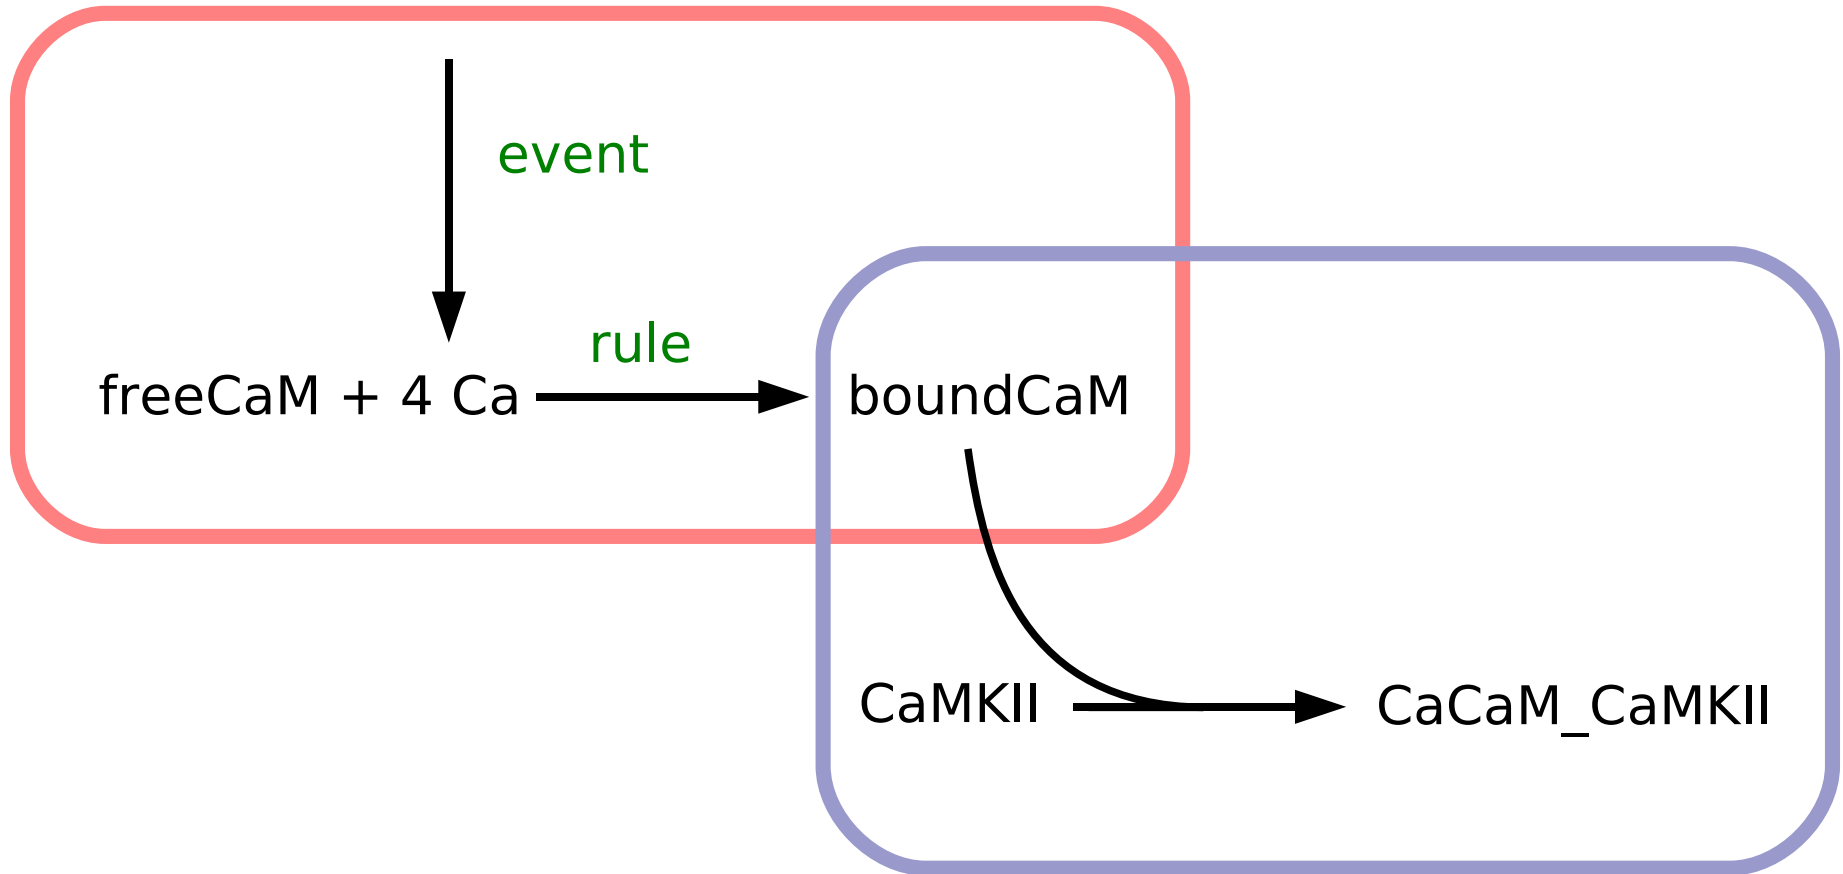 event
rule
freeCaM + 4 Ca
boundCaM
CaMKII
CaCaM_CaMKII